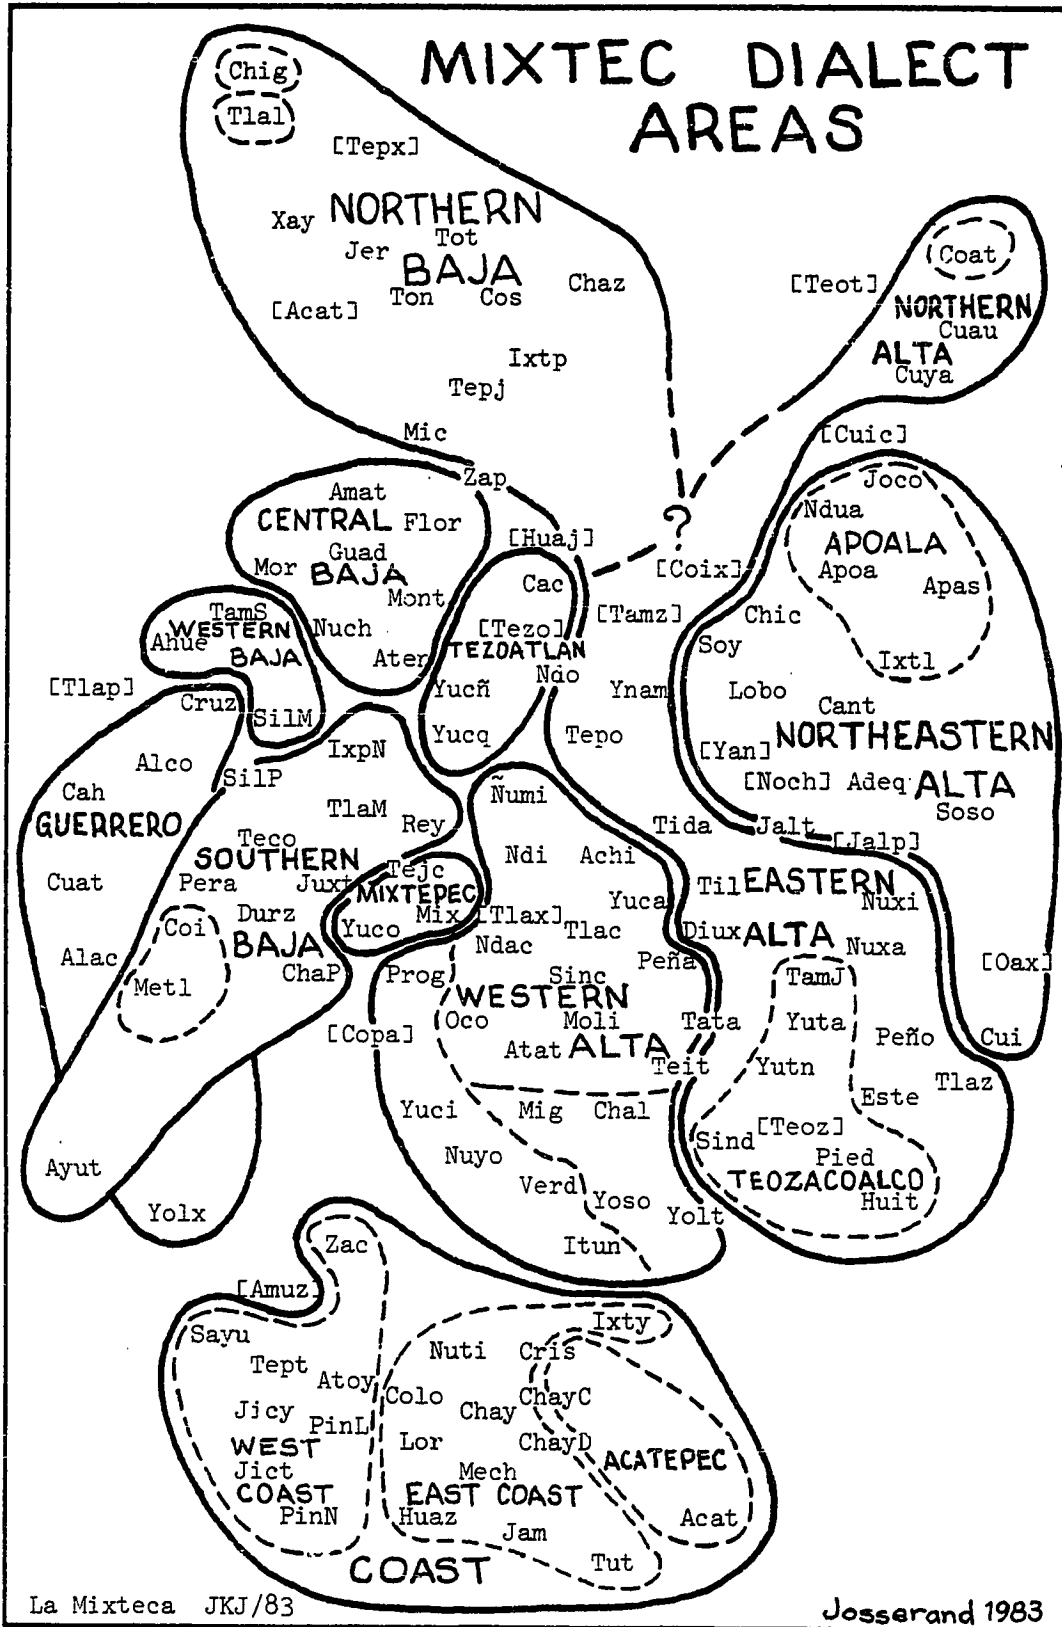 MIXTEC DIALECT
AREAS
Chig
Tlal
[Tepx]
Xay
NORTHERN
Jer
Tot
BAJA
Chaz
Ton
Cos
[Acat]
Ixtp
Tepj
Mic
Coat
[Teot]
NORTHERN
Cuau
ALTA
Cuya
[Cuic]
Zap
Amat
CENTRAL
Flor
Guad
Mor
BAJA
Mont
Nuch
Ater
[Huaj]
?
[Coix]
Cac
[Tamz]
[Tezo]
TEZOATLAN
Ndo
Yucñ
Yucq
Ynam
Tepo
Joco
Ndua
APOALA
Apoa
Apas
Ixtl
Chic
Soy
Lobo
Cant
[Yan]
NORTHEASTERN
[Noch]
Adeq
ALTA
Soso
TamS
WESTERN
Ahue
BAJA
SilM
[Tlap]
Cruz
Alco
Cah
GUERRERO
Cuat
Alac
SilP
IxpN
TlaM
Rey
Teco
SOUTHERN
Pera
Juxt
Durz
Coi
BAJA
ChaP
Metl
Tejc
MIXTEPEC
Mix
Yuco
Ñumi
Ndi
Achi
Tida
Jalt
[Jalp]
Til
EASTERN
Nuxi
Yuca
[Tlax]
Tlac
Diux
ALTA
Nuxa
Ndac
Peña
Prog
Sinc
WESTERN
TamJ
[Oax]
Oco
Moli
Tata
Yuta
[Copa]
Atat
ALTA
Teit
Peño
Cui
Yutn
Tlaz
Este
Yuci
Mig
Chal
Nuyo
Sind
[Teoz]
Pied
Verd
TEOZACOALCO
Yoso
Huit
Yolt
Itun
Ayut
Yolx
Zac
[Amuz]
Sayu
Tept
Atoy
Jicy
PinL
WEST
Jict
COAST
PinN
Ixty
Nuti
Cris
Colo
ChayC
Chay
Lor
ChayD
ACATEPEC
Mech
EAST COAST
Huaz
Jam
Acat
Tut
COAST
La Mixteca JKJ/83
Josserand 1983